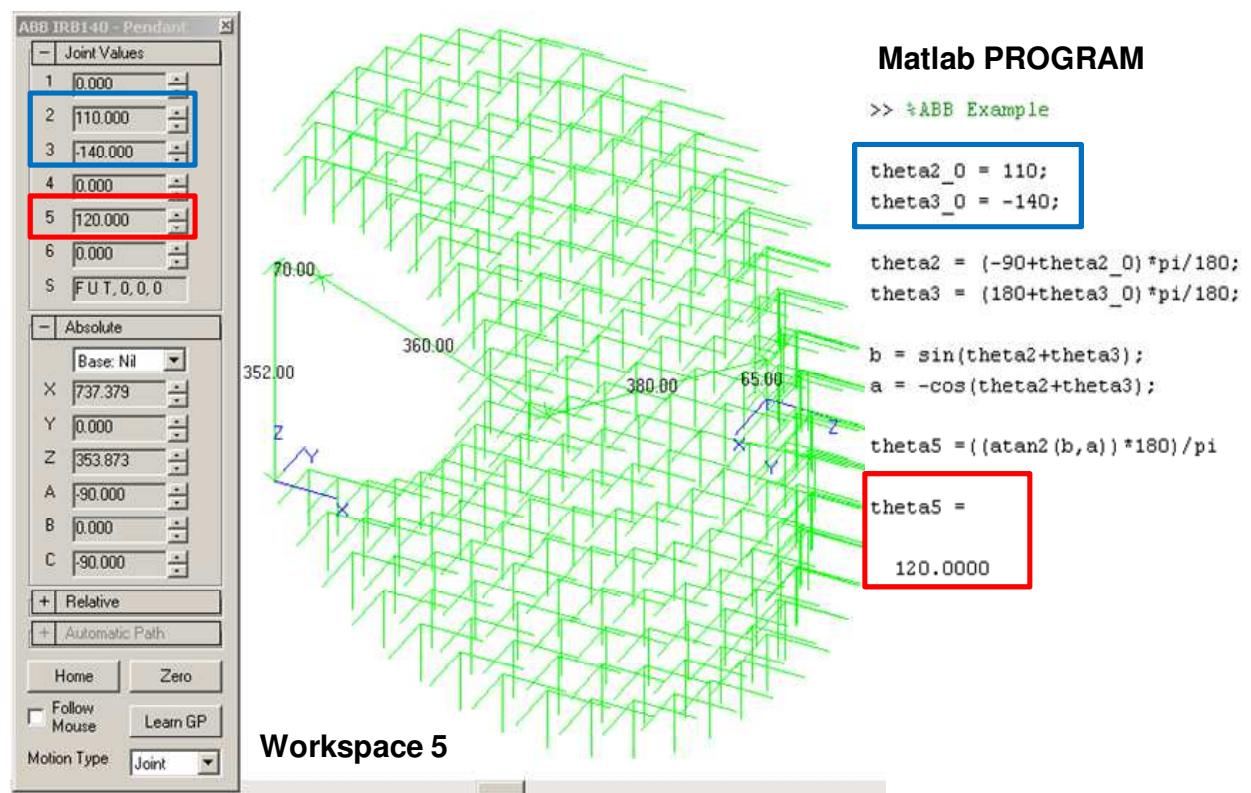 ABB IRB140 - Pendant
- Joint Values
1 0.000
2 110.000
3 -140.000
4 0.000
5 120.000
6 0.000
S F U T, 0, 0, 0
- Absolute
Base: Nil
X 737.379
Y 0.000
Z 353.873
A -90.000
B 0.000
C -90.000
+ Relative
+ Automatic Path
Home Zero
Follow Mouse Learn GP
Motion Type Joint
70.00
360.00
352.00
380.00
65.00
Z
Y
X
X
Y
Z
Workspace 5
Matlab PROGRAM
>> %ABB Example
theta2_0 = 110;
theta3_0 = -140;
theta2 = (-90+theta2_0)*pi/180;
theta3 = (180+theta3_0)*pi/180;
b = sin(theta2+theta3);
a = -cos(theta2+theta3);
theta5 =((atan2(b,a))*180)/pi
theta5 =
120.0000